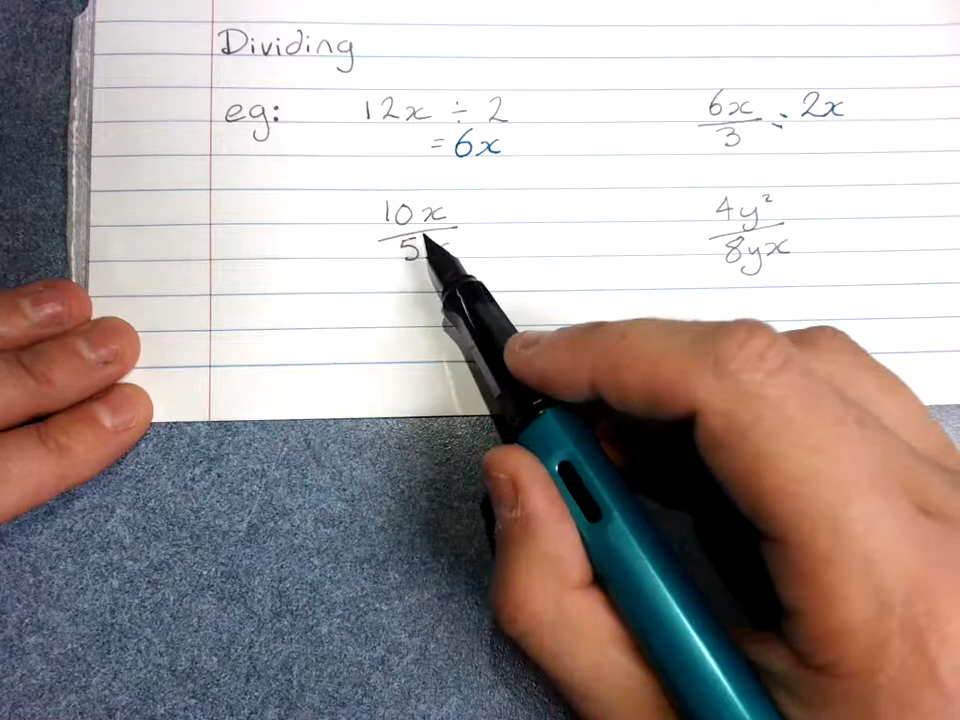 Dividing
eg: 12x ÷ 2
= 6x
6x/3 = 2x
10x/5
4y²/8yx